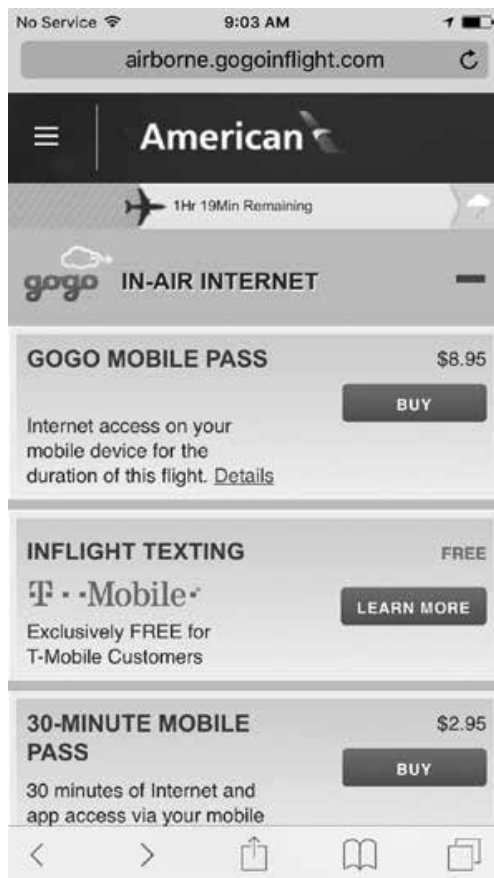 No Service 9:03 AM
airborne.gogoinflight.com
American
1Hr 19Min Remaining
gogo IN-AIR INTERNET
GOGO MOBILE PASS $8.95
BUY
Internet access on your
mobile device for the
duration of this flight. Details
INFLIGHT TEXTING FREE
T··Mobile·
LEARN MORE
Exclusively FREE for
T-Mobile Customers
30-MINUTE MOBILE $2.95
PASS
BUY
30 minutes of Internet and
app access via your mobile